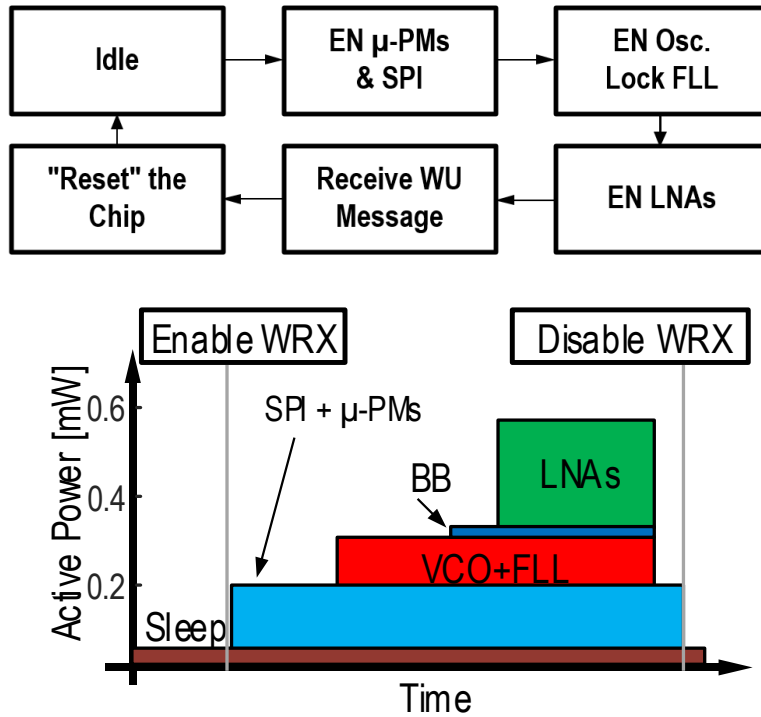 Idle
EN µ-PMs
& SPI
EN Osc.
Lock FLL
"Reset" the
Chip
Receive WU
Message
EN LNAs
Enable WRX
Disable WRX
Active Power [mW]
0.6
0.4
0.2
SPI + µ-PMs
BB
LNAs
VCO+FLL
Sleep
Time